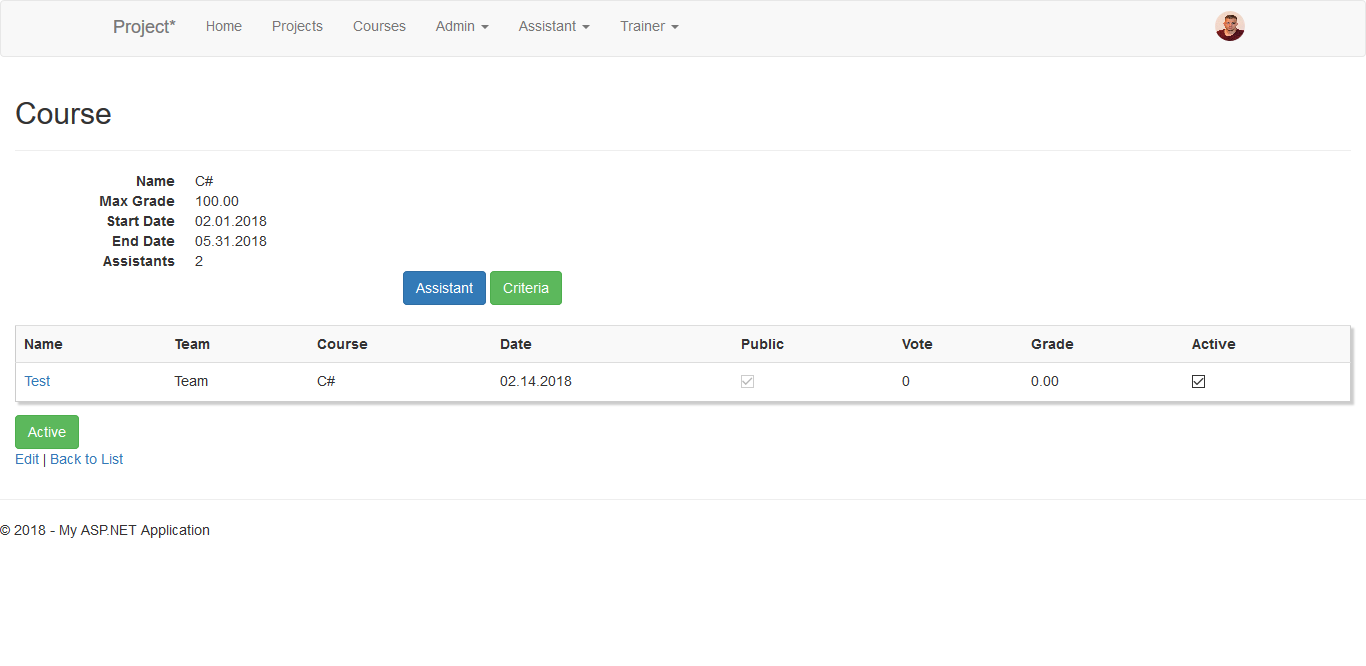 Project* Home Projects Courses Admin Assistant Trainer
Course
Name C#
Max Grade 100.00
Start Date 02.01.2018
End Date 05.31.2018
Assistants 2
Assistant Criteria
Name Team Course Date Public Vote Grade Active
Test Team C# 02.14.2018 0 0.00
Active
Edit | Back to List
© 2018 - My ASP.NET Application